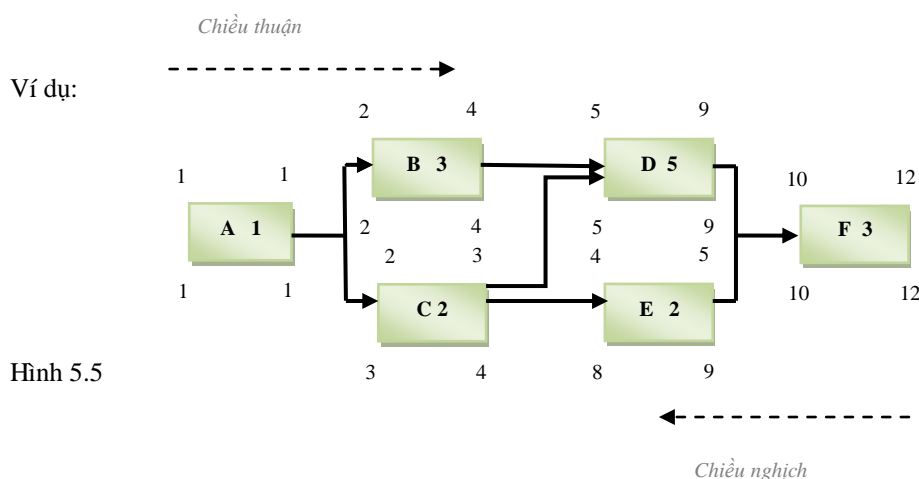 Chiều thuận
Ví dụ:
2 4 5 9
B 3 D 5
1 1 10 12
A 1 F 3
2 4 5 9
2 3 4 5
1 1 10 12
C 2 E 2
Hình 5.5
3 4 8 9
Chiều nghịch